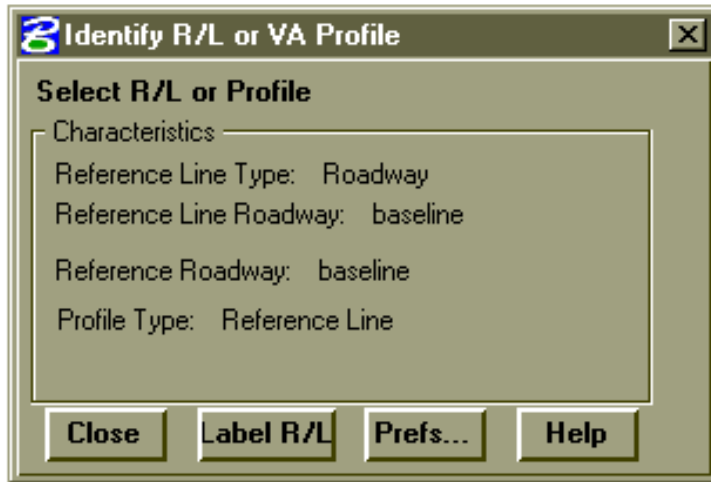 Identify R/L or VA Profile
Select R/L or Profile
Characteristics
Reference Line Type: Roadway
Reference Line Roadway: baseline
Reference Roadway: baseline
Profile Type: Reference Line
Close Label R/L Prefs... Help